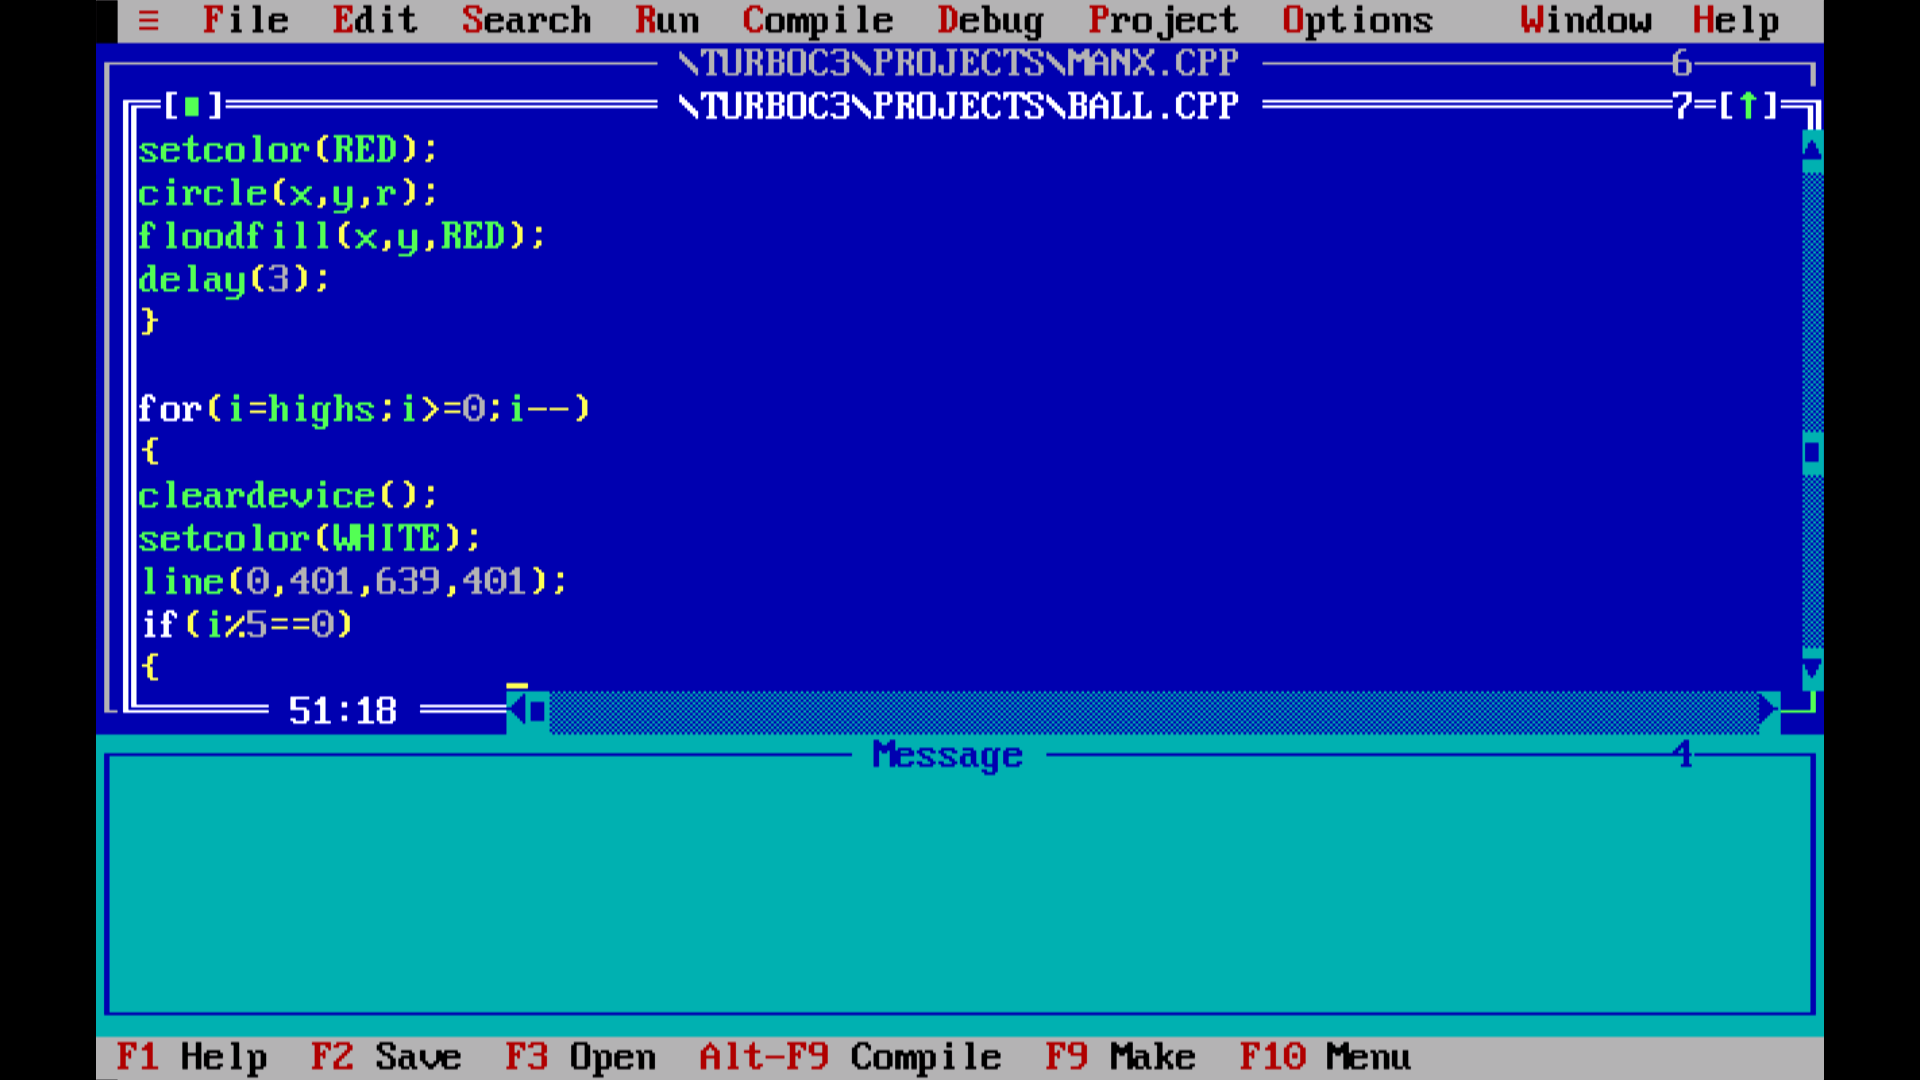 ≡ File Edit Search Run Compile Debug Project Options Window Help
\TURBOC3\PROJECTS\MANX.CPP 6
[■] \TURBOC3\PROJECTS\BALL.CPP 7=[↑]
setcolor(RED);
circle(x,y,r);
floodfill(x,y,RED);
delay(3);
}
for(i=highs;i>=0;i--)
{
cleardevice();
setcolor(WHITE);
line(0,401,639,401);
if(i%5==0)
{
51:18
Message 4
F1 Help F2 Save F3 Open Alt-F9 Compile F9 Make F10 Menu